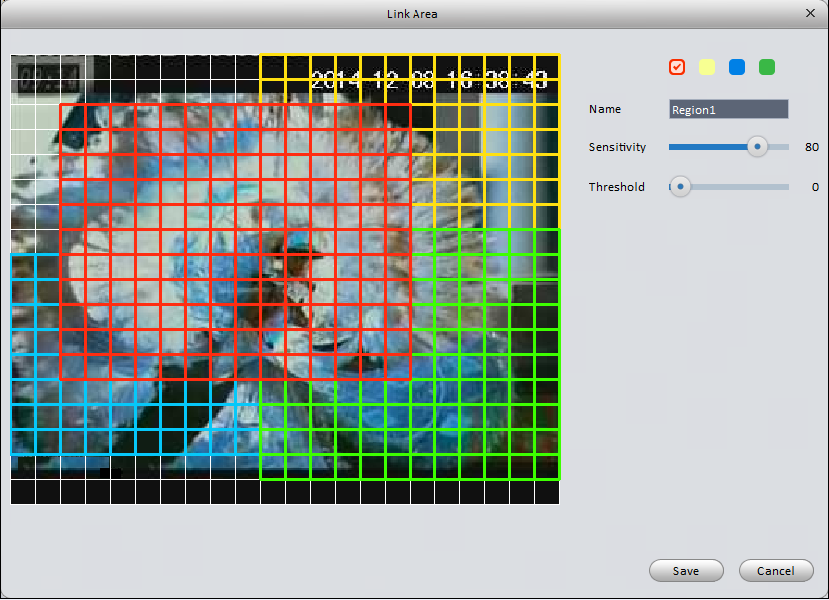 Link Area
2014-12-08 16:38:43
Name
Region1
Sensitivity
80
Threshold
0
Save
Cancel